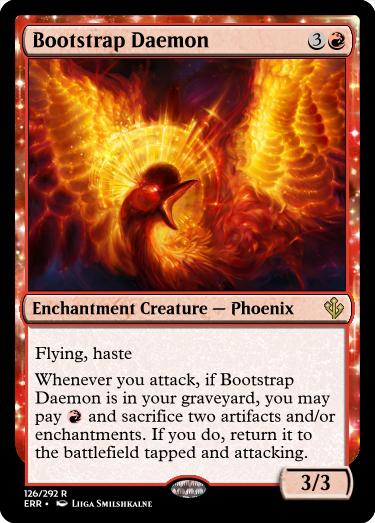 Bootstrap Daemon 3
Enchantment Creature — Phoenix
Flying, haste
Whenever you attack, if Bootstrap
Daemon is in your graveyard, you may
pay and sacrifice two artifacts and/or
enchantments. If you do, return it to
the battlefield tapped and attacking.
3/3
126/292 R
ERR • Liiga Smilshkalne